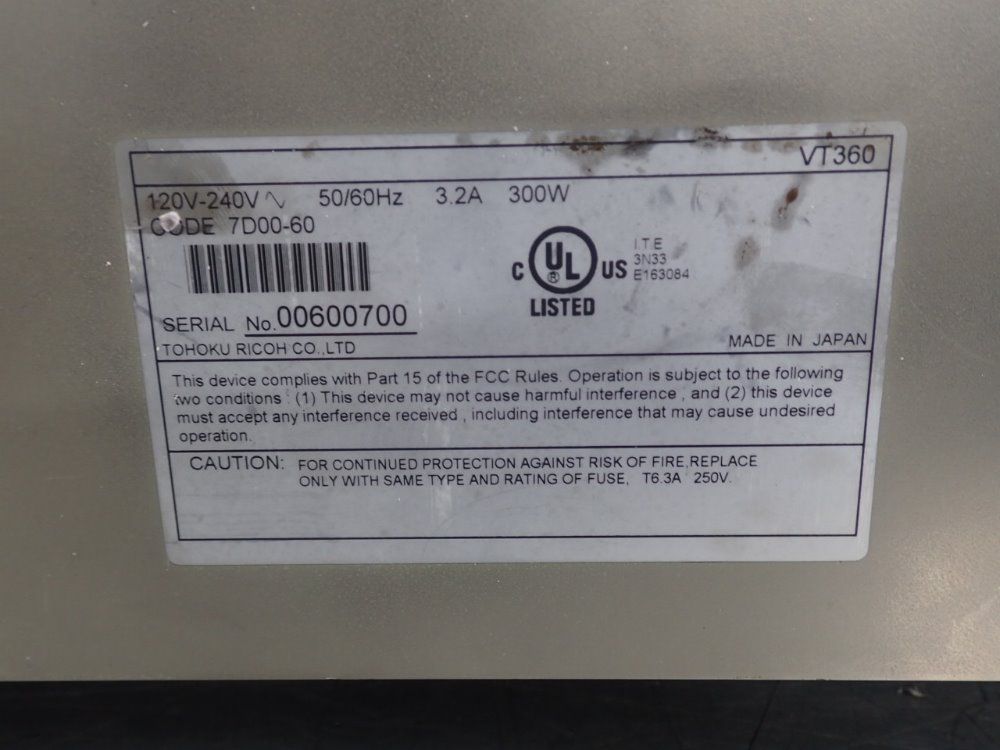 VT360
120V-240V ∿ 50/60Hz 3.2A 300W
CODE 7D00-60
C UL ® US
LISTED
I.T.E
3N33
E163084
SERIAL No. 00600700
TOHOKU RICOH CO.,LTD
MADE IN JAPAN
This device complies with Part 15 of the FCC Rules. Operation is subject to the following
two conditions : (1) This device may not cause harmful interference , and (2) this device
must accept any interference received , including interference that may cause undesired
operation.
CAUTION: FOR CONTINUED PROTECTION AGAINST RISK OF FIRE,REPLACE
ONLY WITH SAME TYPE AND RATING OF FUSE, T6.3A 250V.